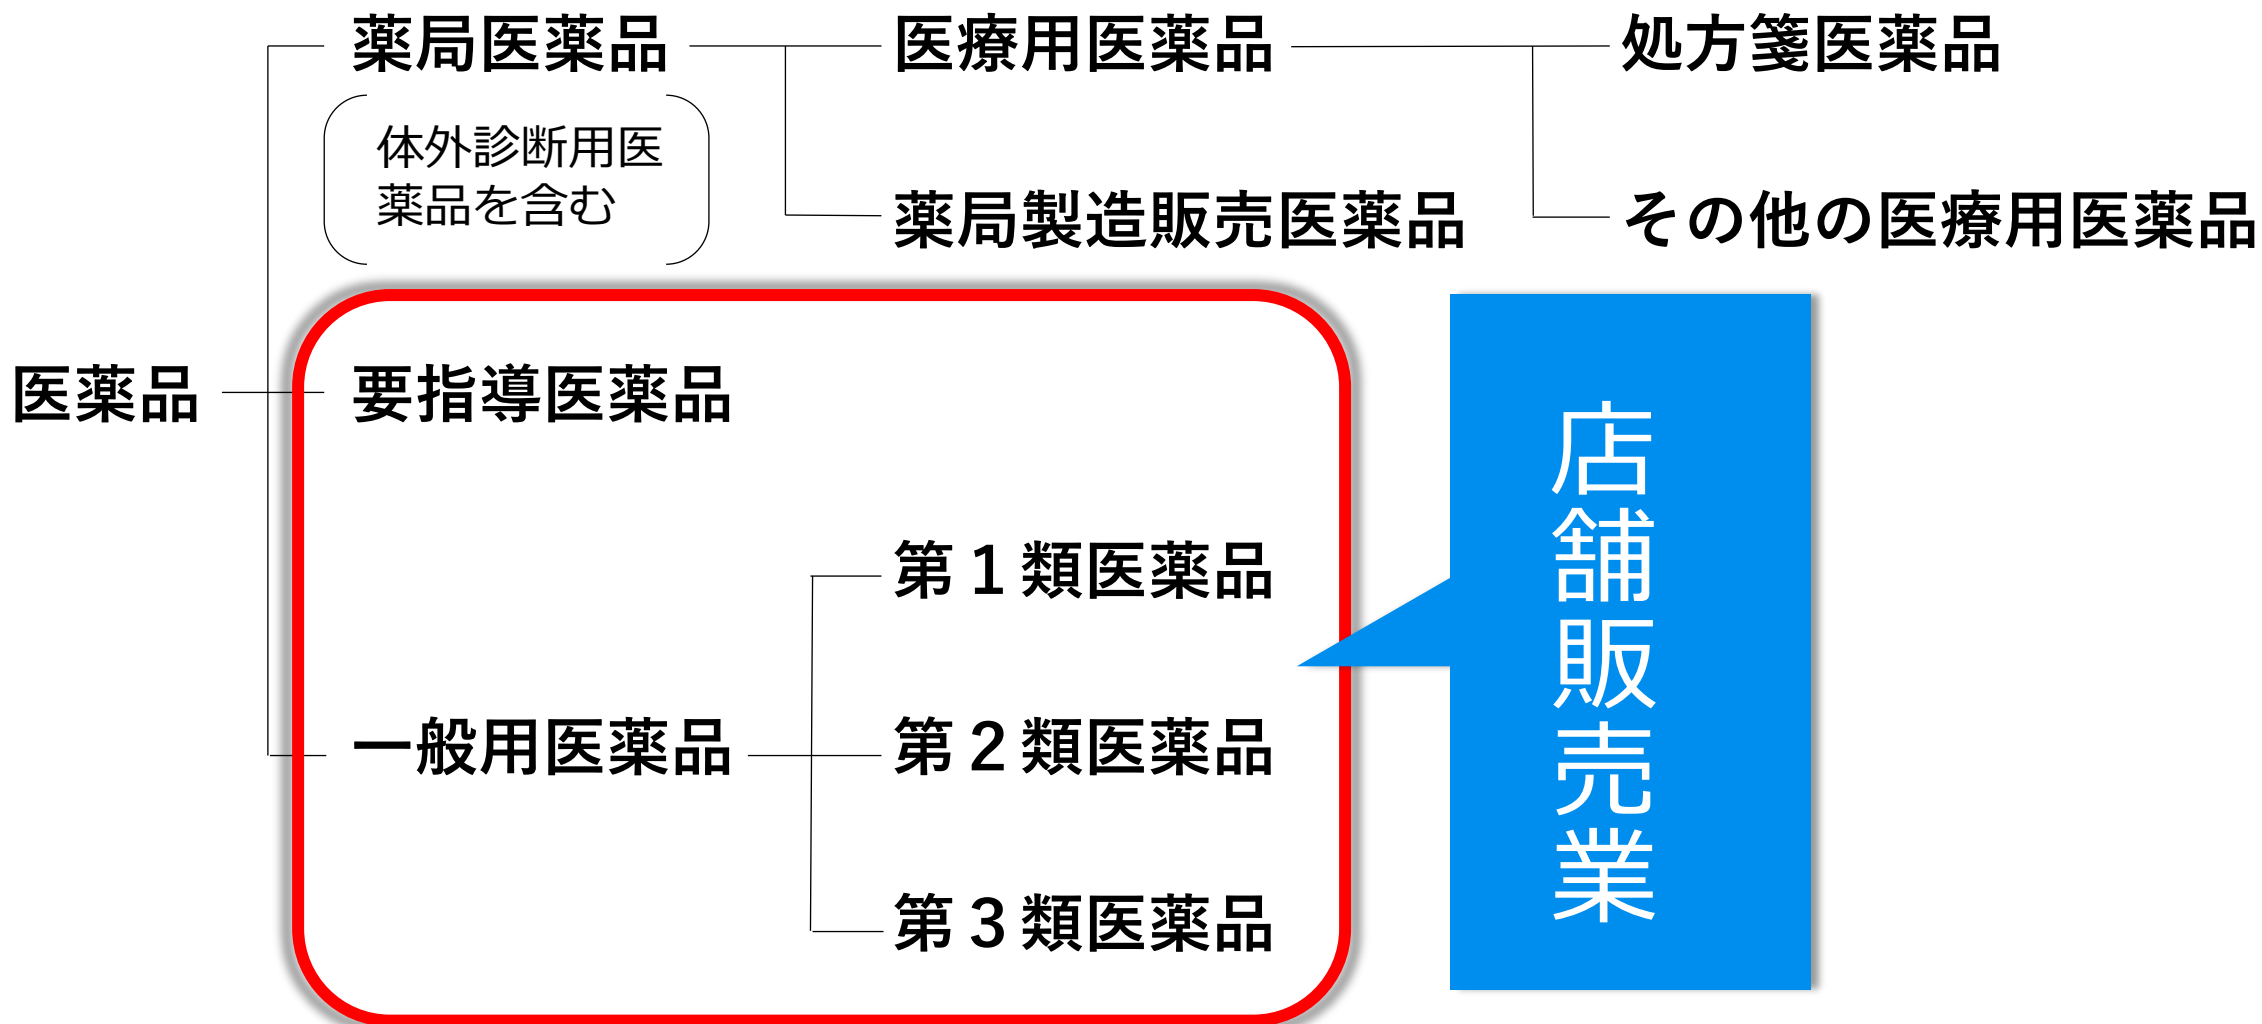 薬局医薬品
医療用医薬品
処方箋医薬品
体外診断用医
薬品を含む
薬局製造販売医薬品
その他の医療用医薬品
医薬品
要指導医薬品
第１類医薬品
一般用医薬品
第２類医薬品
第３類医薬品
店舗販売業